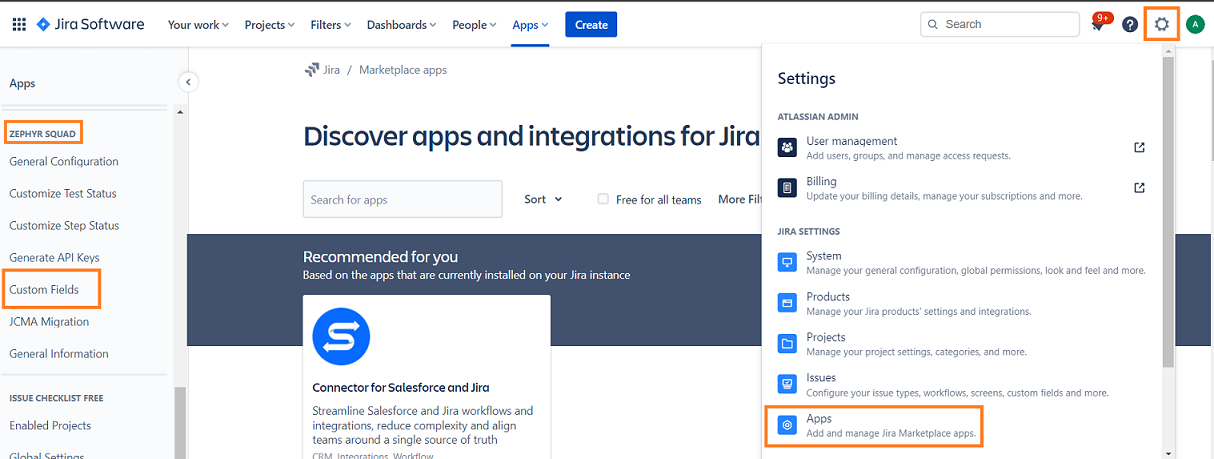 Jira Software
Your work
Projects
Filters
Dashboards
People
Apps
Create
Search
9+
?
A
Apps
ZEPHYR SQUAD
General Configuration
Customize Test Status
Customize Step Status
Generate API Keys
Custom Fields
JCMA Migration
General Information
ISSUE CHECKLIST FREE
Enabled Projects
Global Settings
Jira / Marketplace apps
Discover apps and integrations for Jira
Search for apps
Sort
Free for all teams
More Filt
Recommended for you
Based on the apps that are currently installed on your Jira instance
Connector for Salesforce and Jira
Streamline Salesforce and Jira workflows and
integrations, reduce complexity and align
teams around a single source of truth
CRM, Integrations, Workflow
Settings
ATLASSIAN ADMIN
User management
Add users, groups, and manage access requests.
Billing
Update your billing details, manage your subscriptions and more.
JIRA SETTINGS
System
Manage your general configuration, global permissions, look and feel and more.
Products
Manage your Jira products' settings and integrations.
Projects
Manage your project settings, categories, and more.
Issues
Configure your issue types, workflows, screens, custom fields and more.
Apps
Add and manage Jira Marketplace apps.